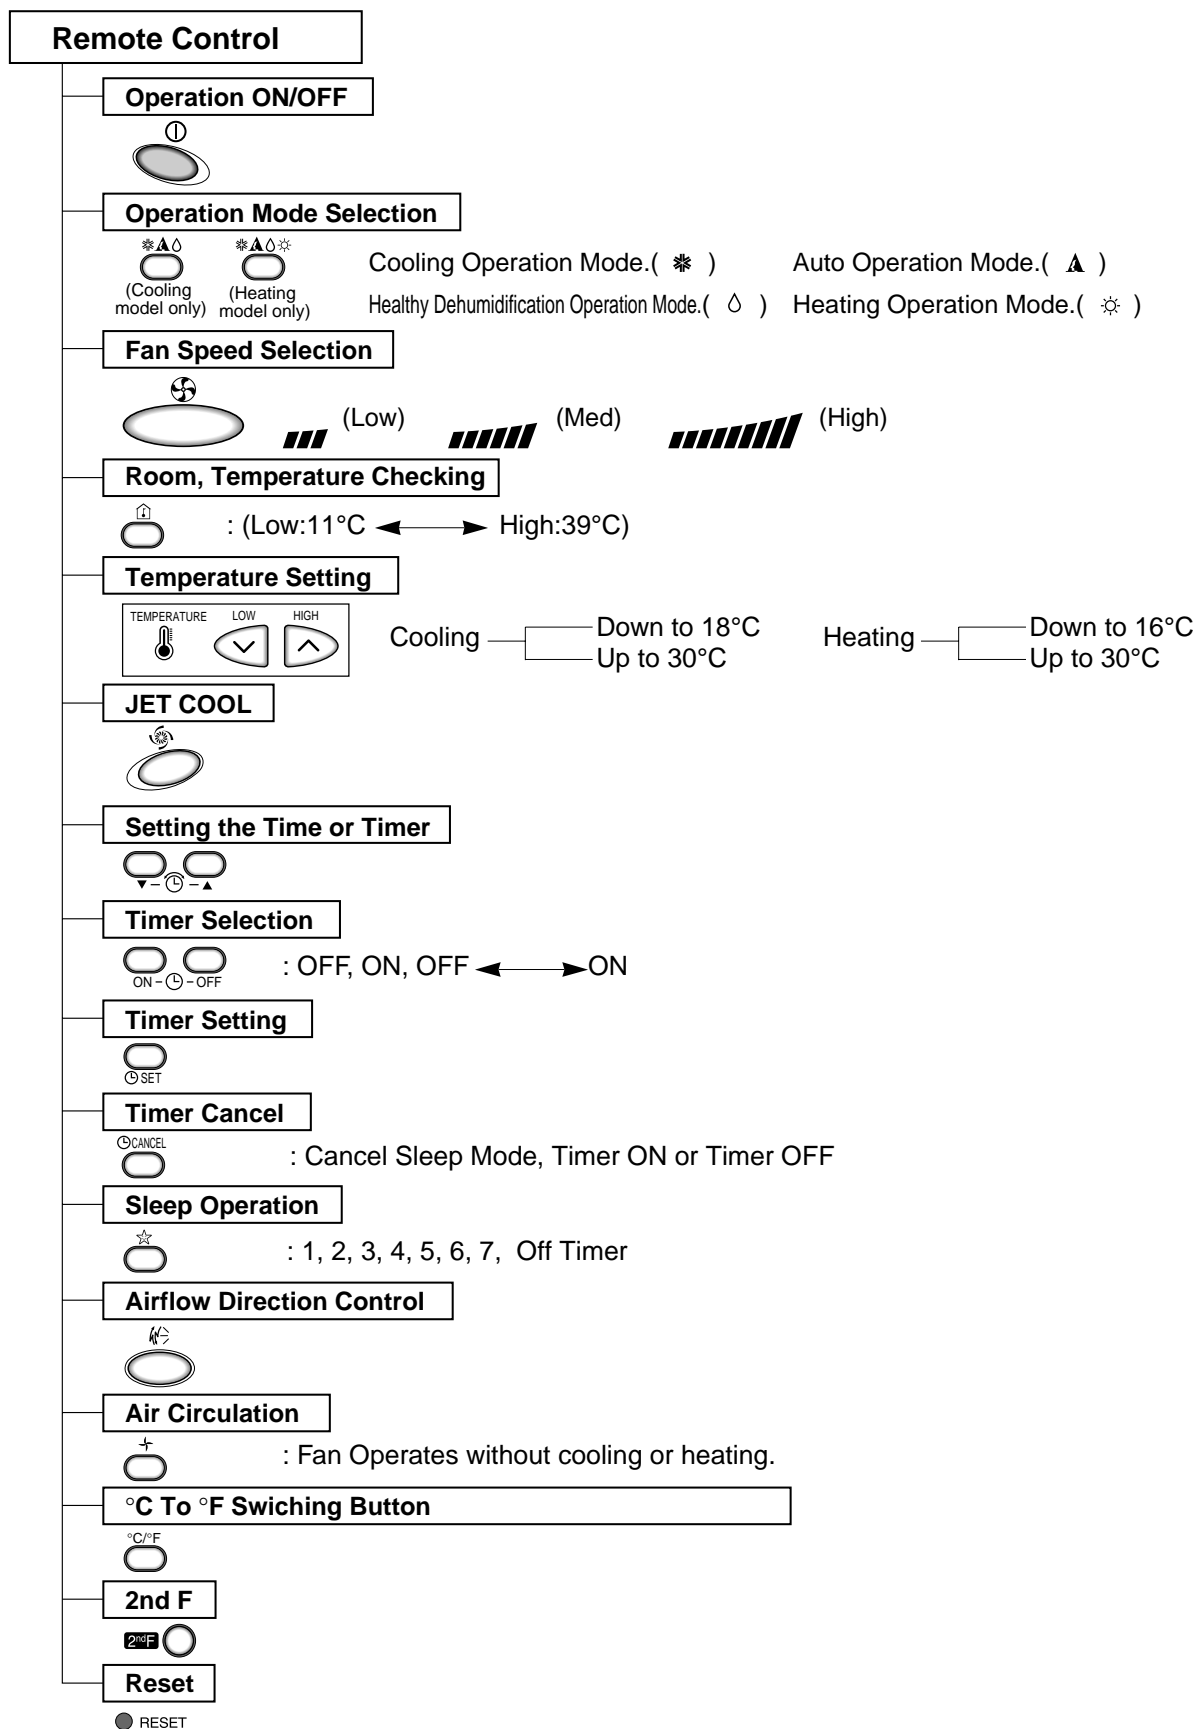 Remote Control
Operation ON/OFF
Operation Mode Selection
(Cooling model only)
(Heating model only)
Cooling Operation Mode.( ) Auto Operation Mode.( )
Healthy Dehumidification Operation Mode.( ) Heating Operation Mode.( )
Fan Speed Selection
(Low) (Med) (High)
Room, Temperature Checking
: (Low:11°C High:39°C)
Temperature Setting
TEMPERATURE LOW HIGH
Cooling Down to 18°C
Up to 30°C
Heating Down to 16°C
Up to 30°C
JET COOL
Setting the Time or Timer
Timer Selection
ON - - OFF
: OFF, ON, OFF ON
Timer Setting
SET
Timer Cancel
CANCEL
: Cancel Sleep Mode, Timer ON or Timer OFF
Sleep Operation
: 1, 2, 3, 4, 5, 6, 7, Off Timer
Airflow Direction Control
Air Circulation
: Fan Operates without cooling or heating.
°C To °F Swiching Button
°C/°F
2nd F
2ndF
Reset
RESET